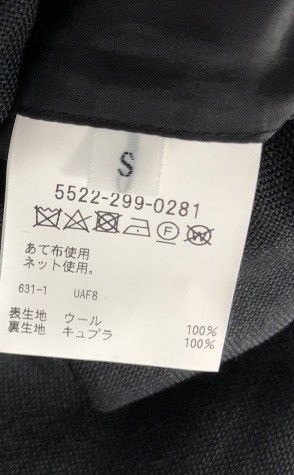 S
5522-299-0281
あて布使用
ネット使用。
631-1 UAF8
表生地 ウール 100%
裏生地 キュプラ 100%